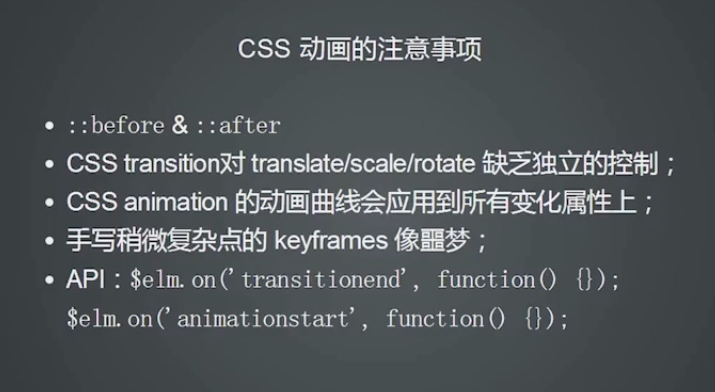 CSS 动画的注意事项
• ::before & ::after
• CSS transition对 translate/scale/rotate 缺乏独立的控制；
• CSS animation 的动画曲线会应用到所有变化属性上；
• 手写稍微复杂点的 keyframes 像噩梦；
• API：$elm.on('transitionend', function() {});
$elm.on('animationstart', function() {});